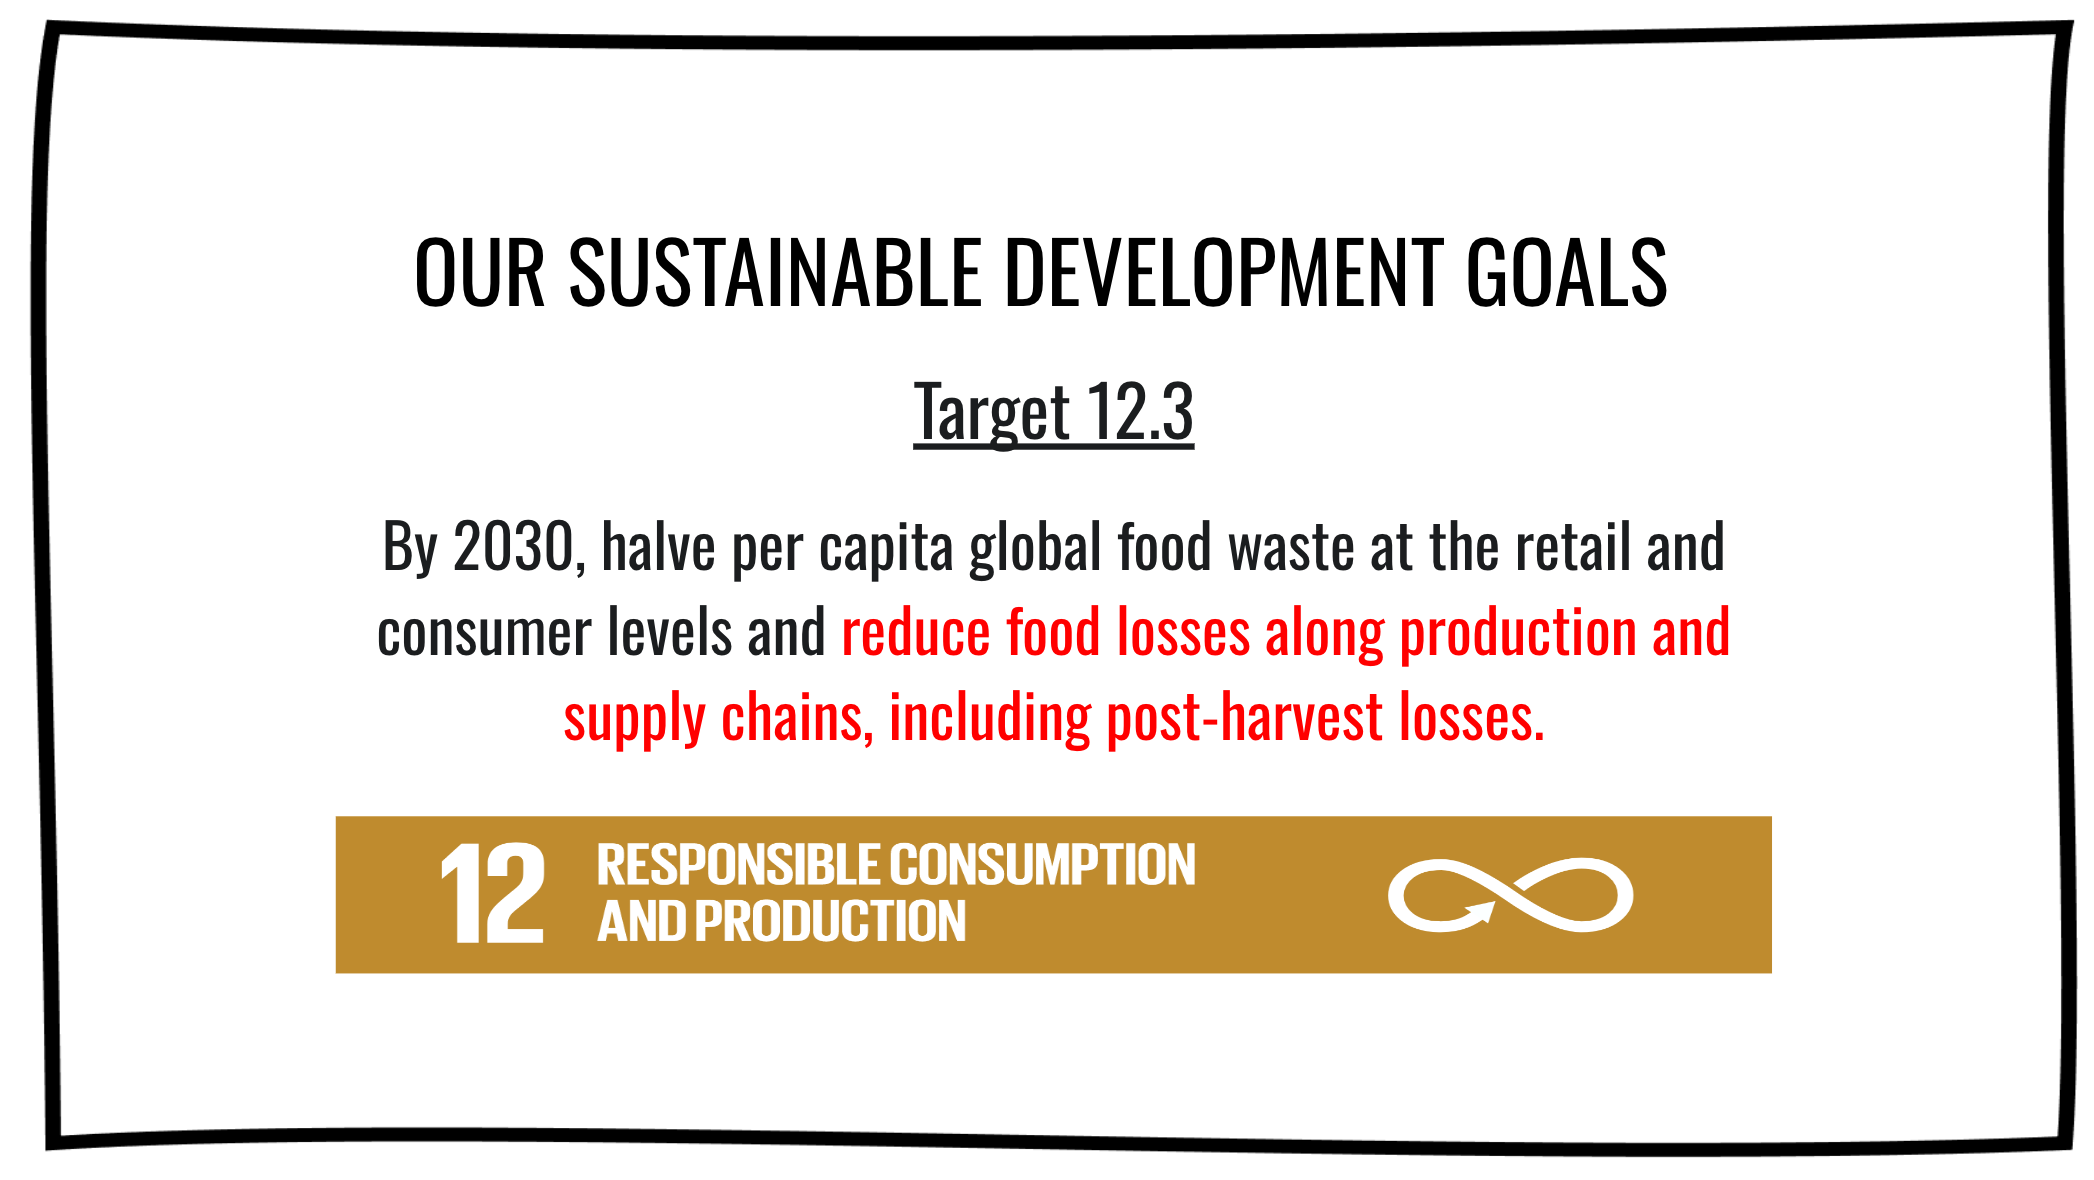 OUR SUSTAINABLE DEVELOPMENT GOALS
Target 12.3
By 2030, halve per capita global food waste at the retail and
consumer levels and reduce food losses along production and
supply chains, including post-harvest losses.
12 RESPONSIBLE CONSUMPTION
AND PRODUCTION